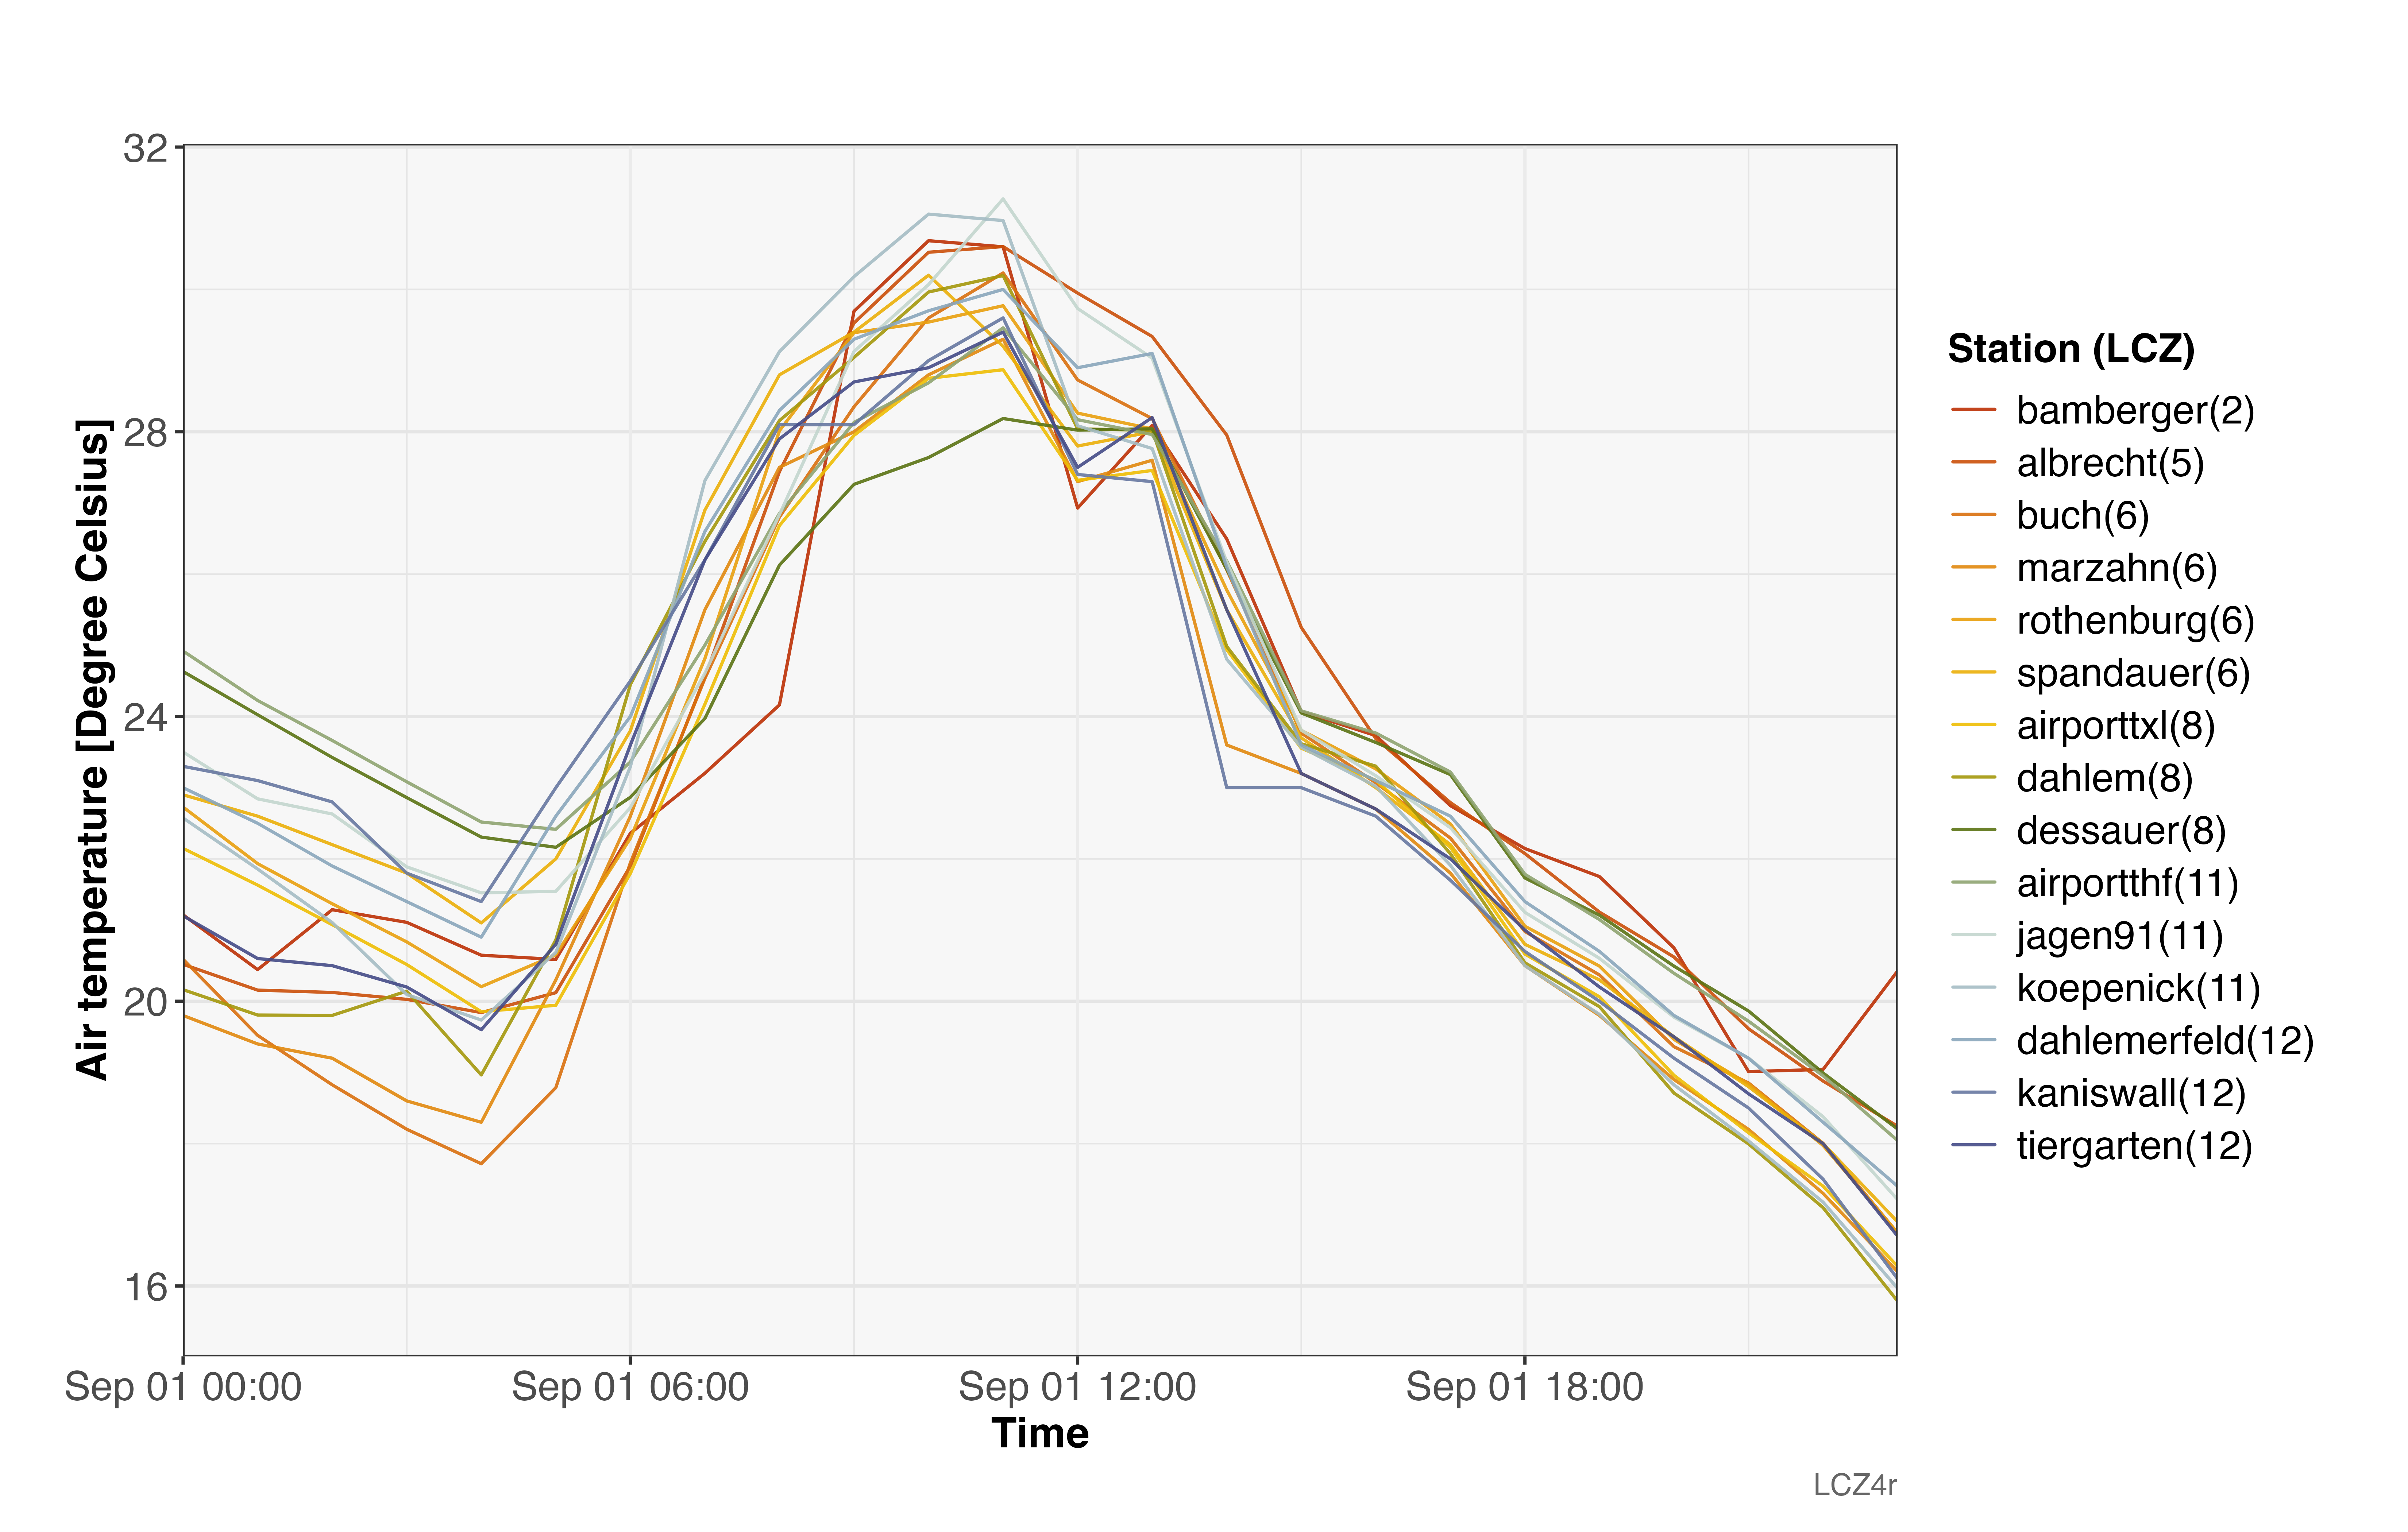 32
28
24
20
16
Air temperature [Degree Celsius]
Sep 01 00:00
Sep 01 06:00
Sep 01 12:00
Sep 01 18:00
Time
Station (LCZ)
bamberger(2)
albrecht(5)
buch(6)
marzahn(6)
rothenburg(6)
spandauer(6)
airporttxl(8)
dahlem(8)
dessauer(8)
airportthf(11)
jagen91(11)
koepenick(11)
dahlemerfeld(12)
kaniswall(12)
tiergarten(12)
LCZ4r